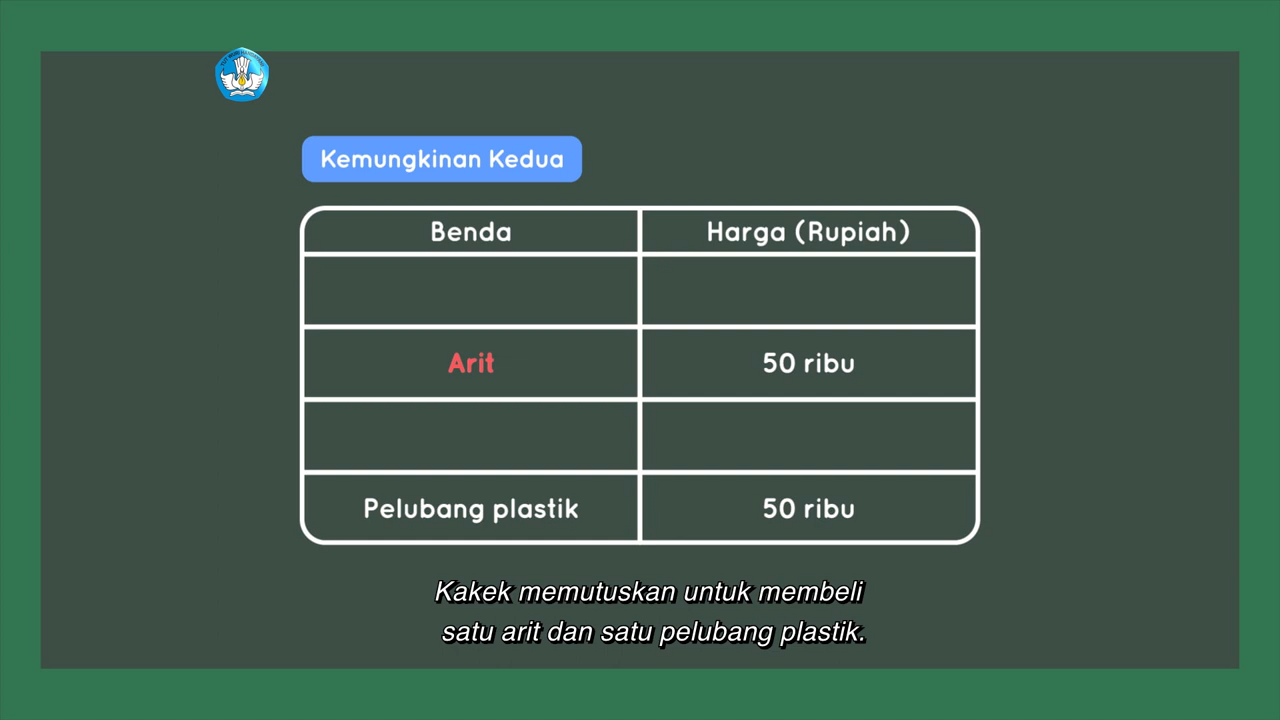 Kemungkinan Kedua
Benda Harga (Rupiah)
Arit 50 ribu
Pelubang plastik 50 ribu
Kakek memutuskan untuk membeli
satu arit dan satu pelubang plastik.